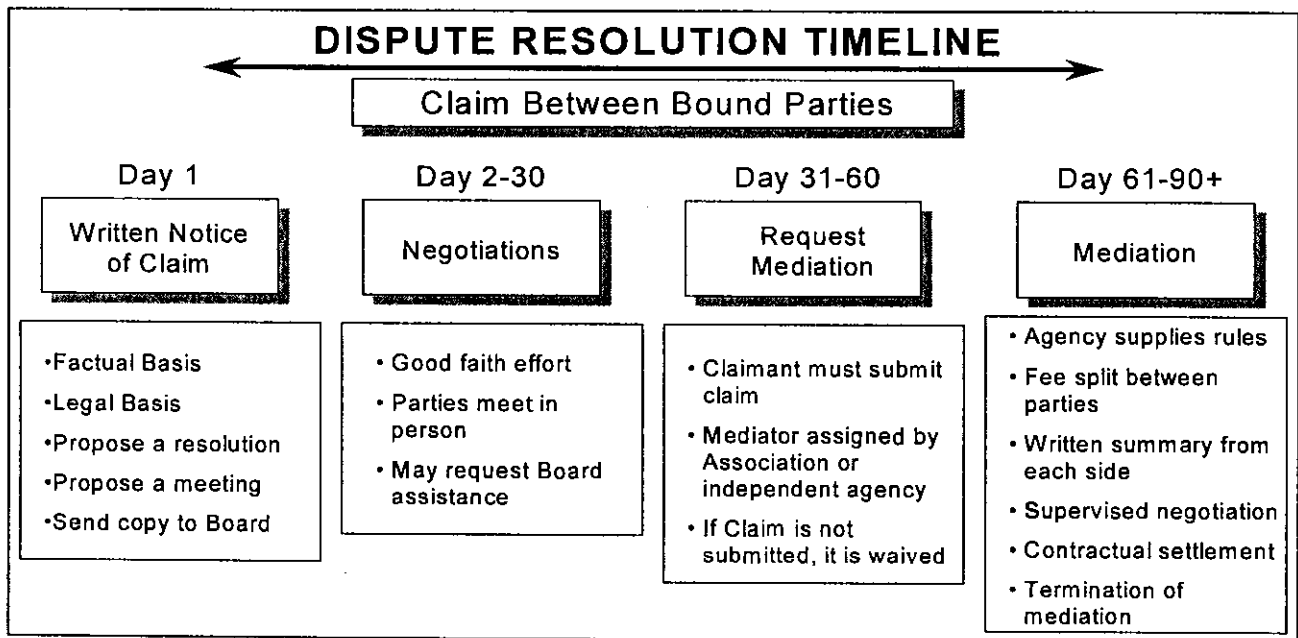 DISPUTE RESOLUTION TIMELINE
Claim Between Bound Parties
Day 1
Written Notice
of Claim
•Factual Basis
•Legal Basis
•Propose a resolution
•Propose a meeting
•Send copy to Board
Day 2-30
Negotiations
• Good faith effort
• Parties meet in
person
• May request Board
assistance
Day 31-60
Request
Mediation
• Claimant must submit
claim
• Mediator assigned by
Association or
independent agency
• If Claim is not
submitted, it is waived
Day 61-90+
Mediation
• Agency supplies rules
• Fee split between
parties
• Written summary from
each side
• Supervised negotiation
• Contractual settlement
• Termination of
mediation